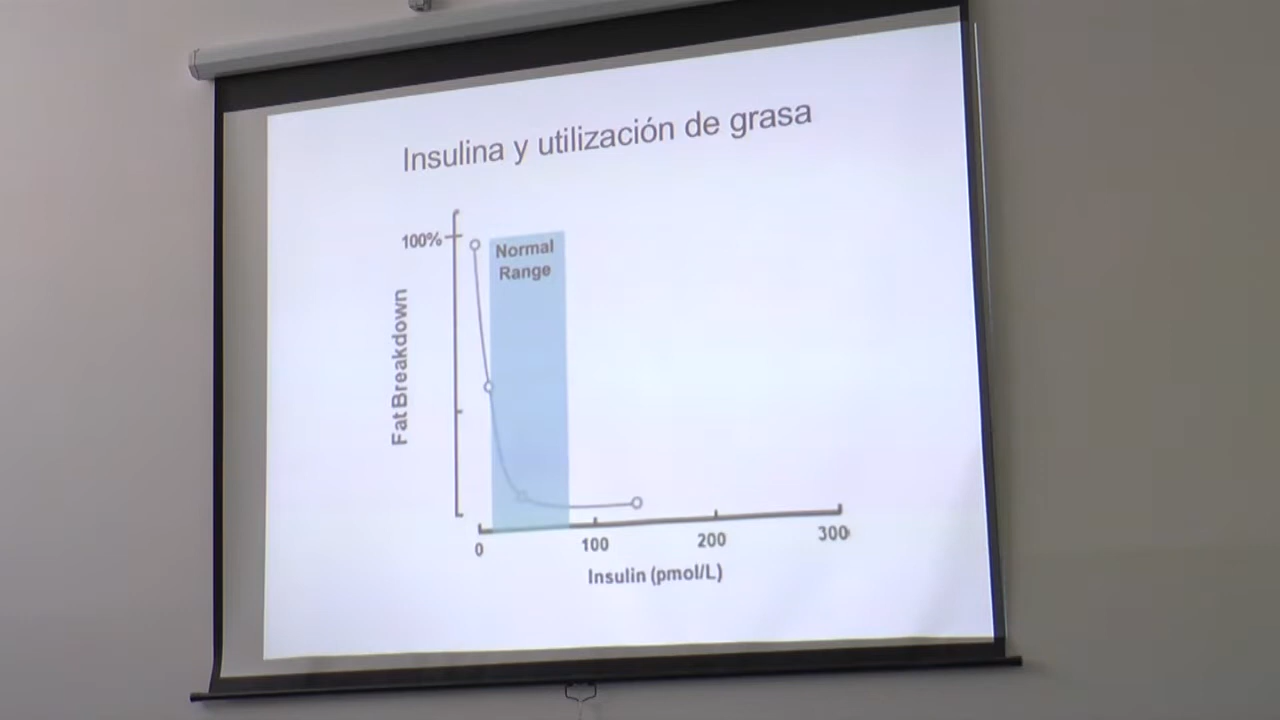 Insulina y utilización de grasa
100%
Normal
Range
Fat Breakdown
0
100
200
300
Insulin (pmol/L)